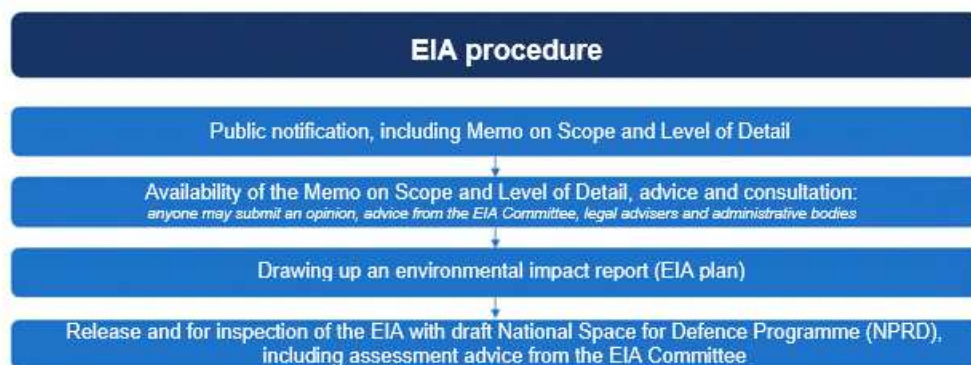 EIA procedure
Public notification, including Memo on Scope and Level of Detail
Availability of the Memo on Scope and Level of Detail, advice and consultation:
anyone may submit an opinion, advice from the EIA Committee, legal advisers and administrative bodies
Drawing up an environmental impact report (EIA plan)
Release and for inspection of the EIA with draft National Space for Defence Programme (NPRD),
including assessment advice from the EIA Committee